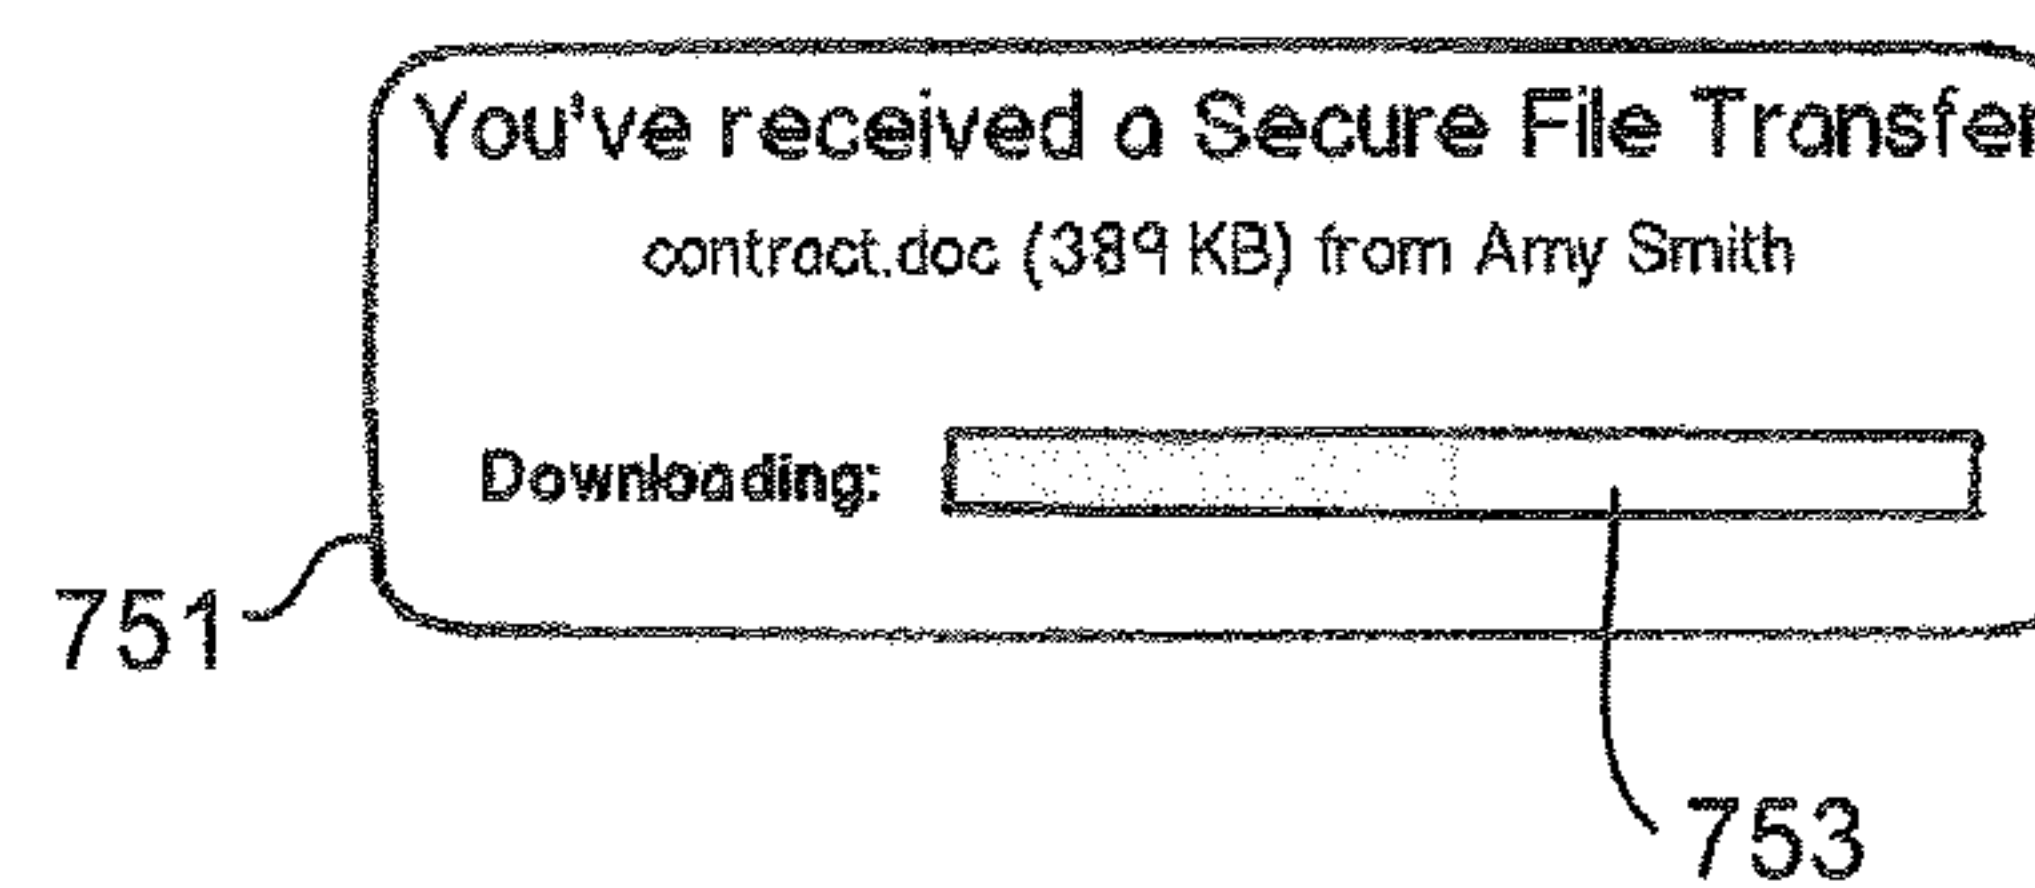 You've received a Secure File Transfer
contract.doc (389 KB) from Amy Smith
Downloading:
751
753